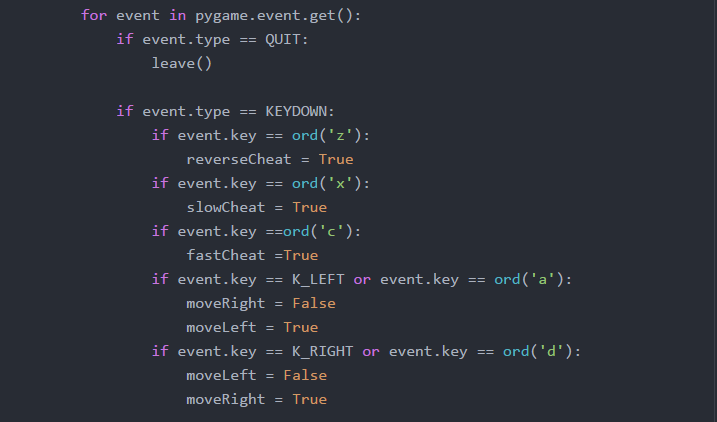 for event in pygame.event.get():
if event.type == QUIT:
leave()
if event.type == KEYDOWN:
if event.key == ord('z'):
reverseCheat = True
if event.key == ord('x'):
slowCheat = True
if event.key ==ord('c'):
fastCheat =True
if event.key == K_LEFT or event.key == ord('a'):
moveRight = False
moveLeft = True
if event.key == K_RIGHT or event.key == ord('d'):
moveLeft = False
moveRight = True